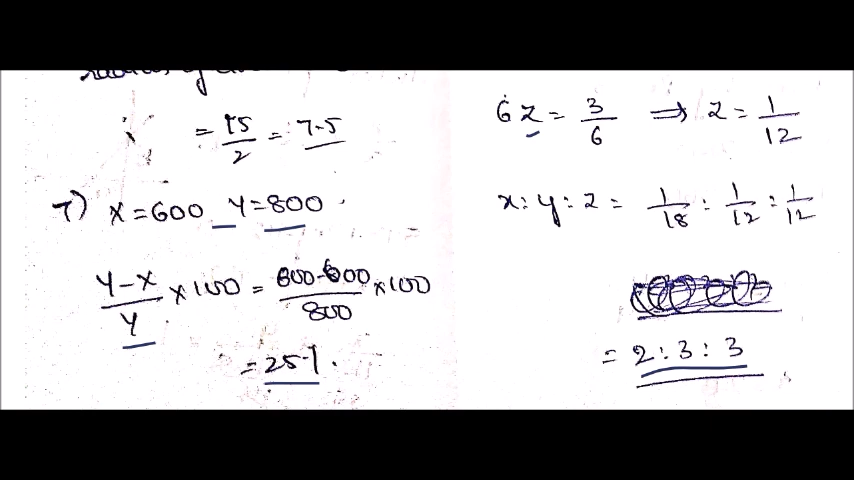 = 15/2 = 7.5
7) X=600 Y=800
Y-X/Y ×100 = 800-600/800 ×100
= 25%.
6z = 3/6 ⇒ z = 1/12
x:y:z = 1/18 : 1/12 : 1/12
= 2:3:3